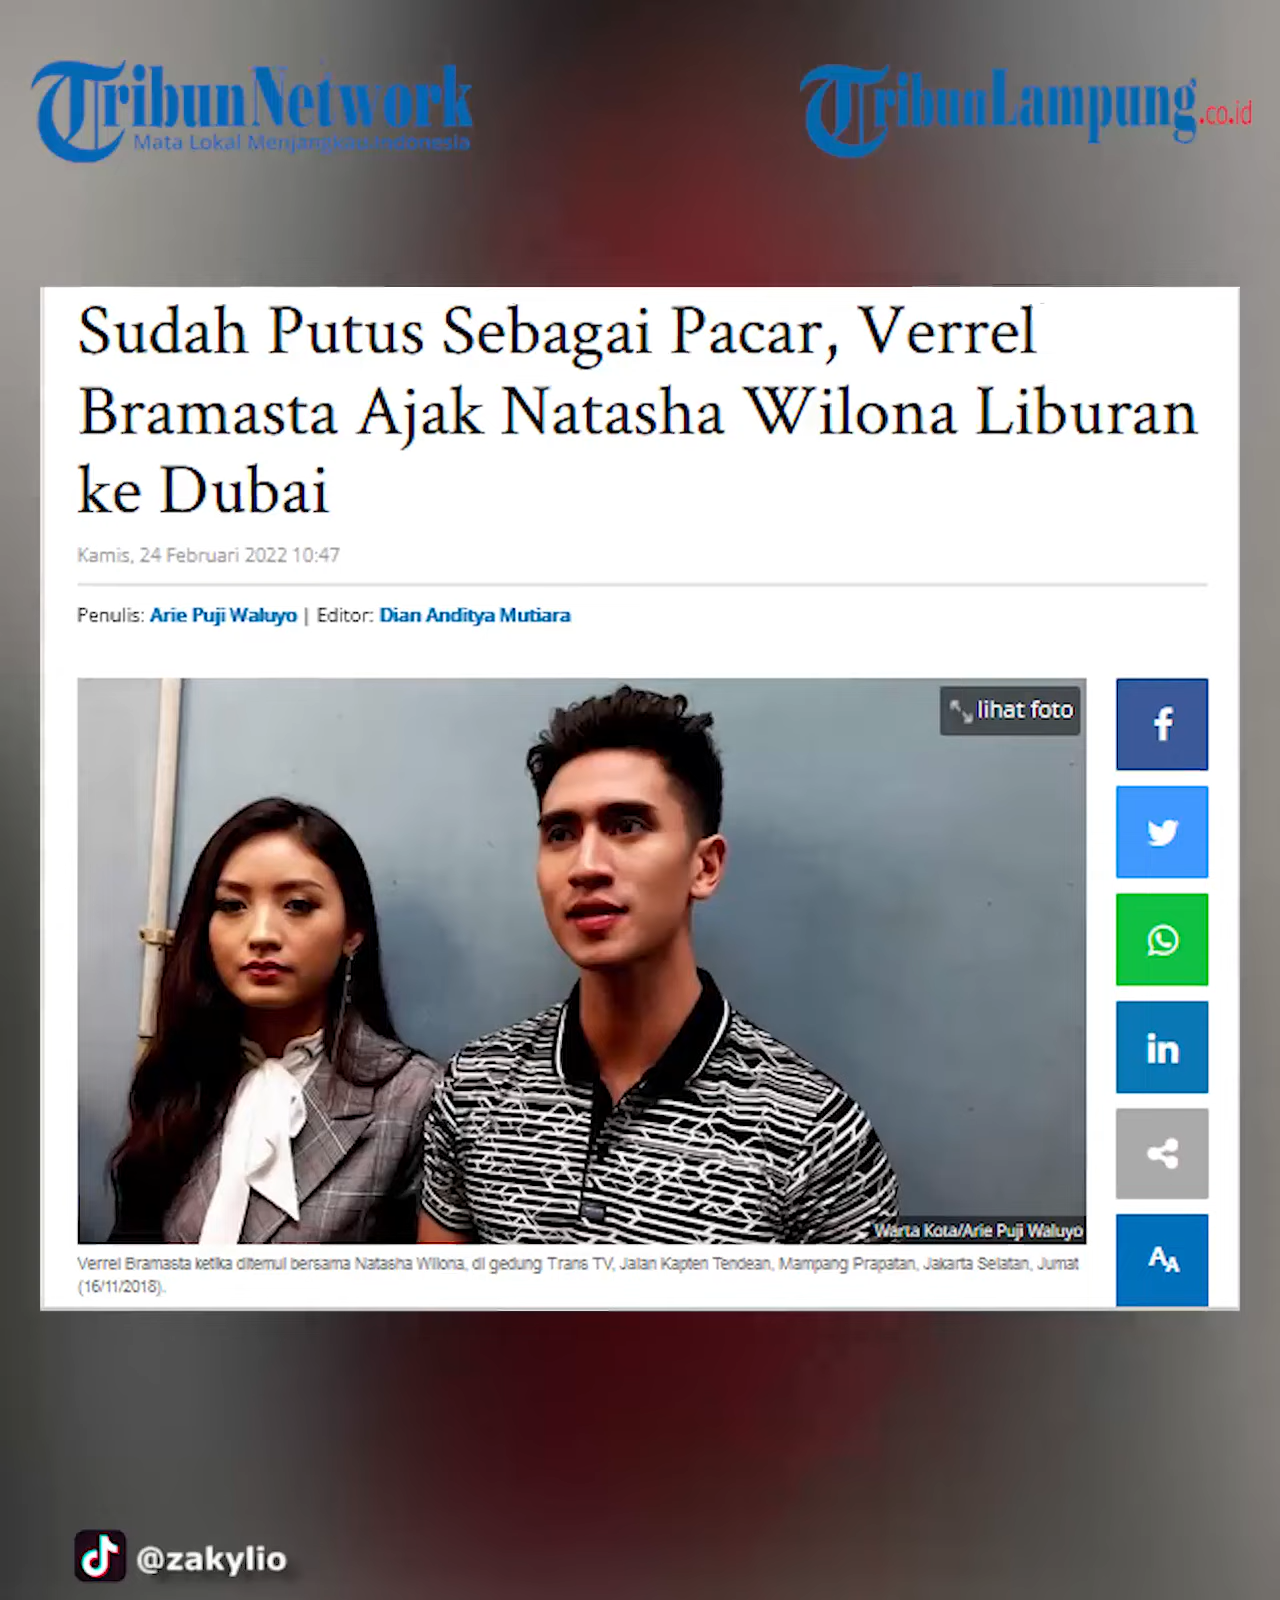 TribunNetwork
Mata Lokal Menjangkau Indonesia
TribunLampung.co.id
Sudah Putus Sebagai Pacar, Verrel
Bramasta Ajak Natasha Wilona Liburan
ke Dubai
Kamis, 24 Februari 2022 10:47
Penulis: Arie Puji Waluyo | Editor: Dian Anditya Mutiara
lihat foto
f
in
AA
Warta Kota/Arie Puji Waluyo
Verrel Bramasta ketika ditemui bersama Natasha Wilona, di gedung Trans TV, Jalan Kapten Tendean, Mampang Prapatan, Jakarta Selatan, Jumat
(16/11/2018).
@zakylio